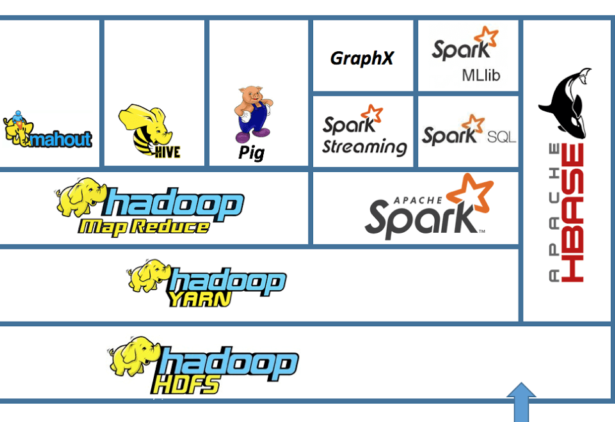 GraphX
Spark
MLlib
mahout
HIVE
Pig
Spark
Streaming
Spark SQL
APACHE
HBASE
hadoop
Map Reduce
APACHE
Spark™
hadoop
YARN
hadoop
HDFS